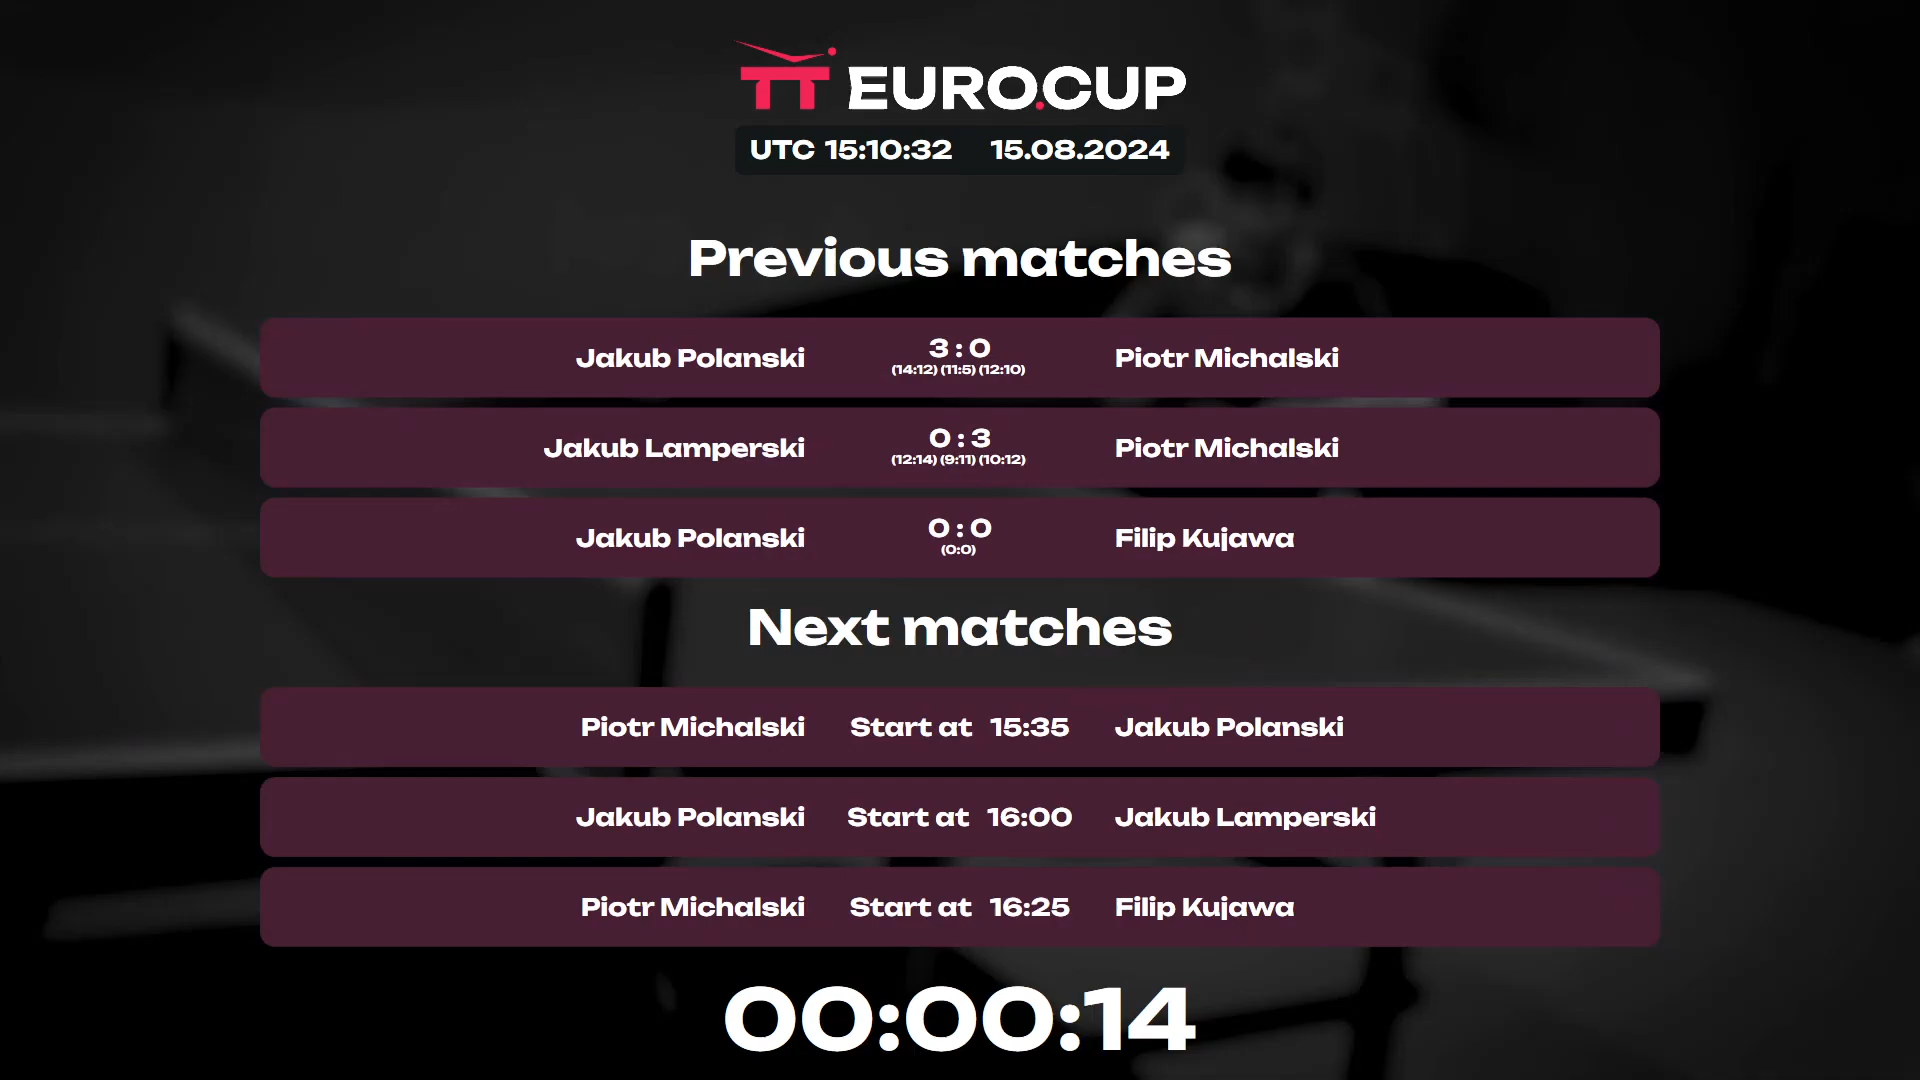 TT EURO.CUP
UTC 15:10:32 15.08.2024
Previous matches
Jakub Polanski 3 : 0 Piotr Michalski
(14:12) (11:5) (12:10)
Jakub Lamperski 0 : 3 Piotr Michalski
(12:14) (9:11) (10:12)
Jakub Polanski 0 : 0 Filip Kujawa
(0:0)
Next matches
Piotr Michalski Start at 15:35 Jakub Polanski
Jakub Polanski Start at 16:00 Jakub Lamperski
Piotr Michalski Start at 16:25 Filip Kujawa
00:00:14